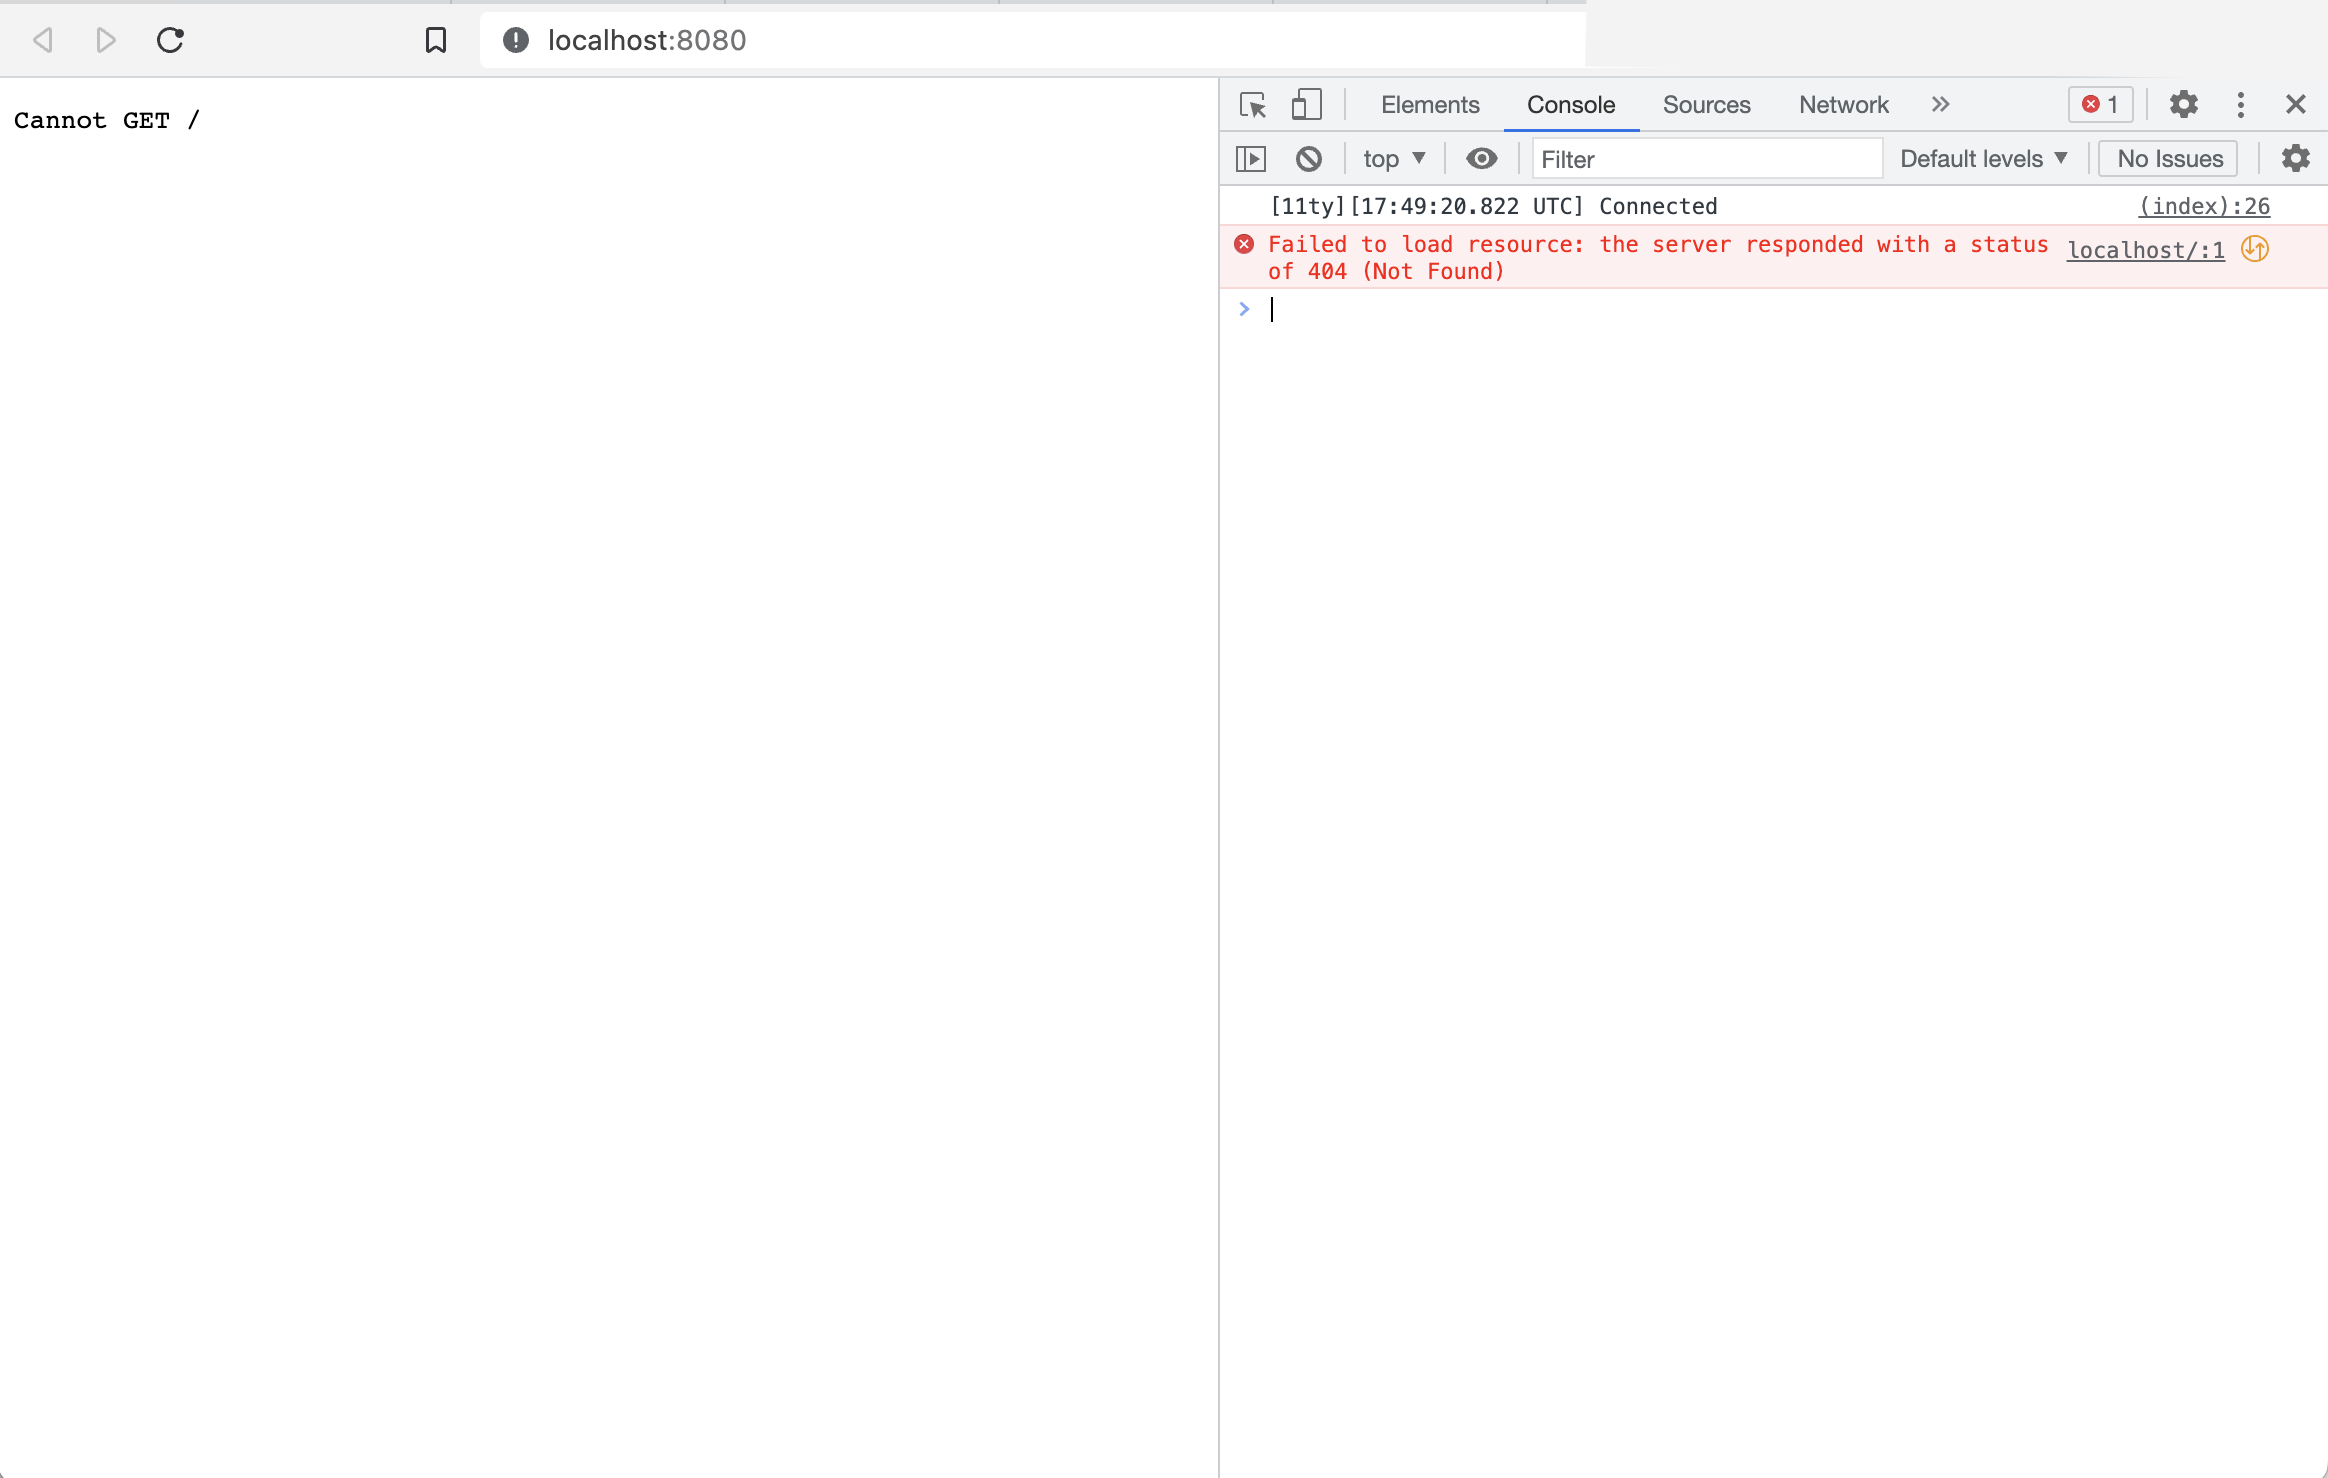 localhost:8080
Cannot GET /
Elements Console Sources Network 1
top Filter Default levels No Issues
[11ty][17:49:20.822 UTC] Connected (index):26
Failed to load resource: the server responded with a status localhost/:1
of 404 (Not Found)